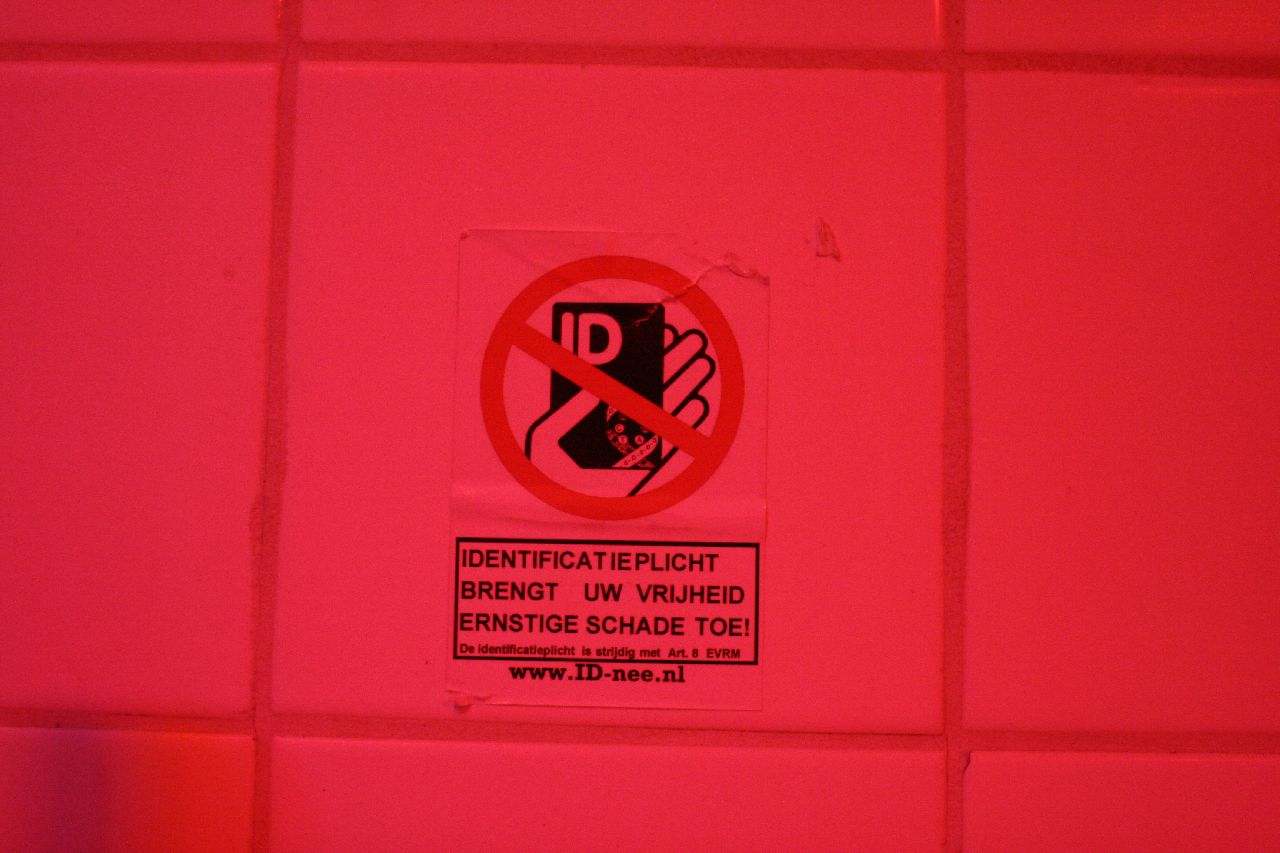 ID
IDENTIFICATIEPLICHT
BRENGT UW VRIJHEID
ERNSTIGE SCHADE TOE!
De identificatieplicht is strijdig met Art. 8 EVRM
www.ID-nee.nl